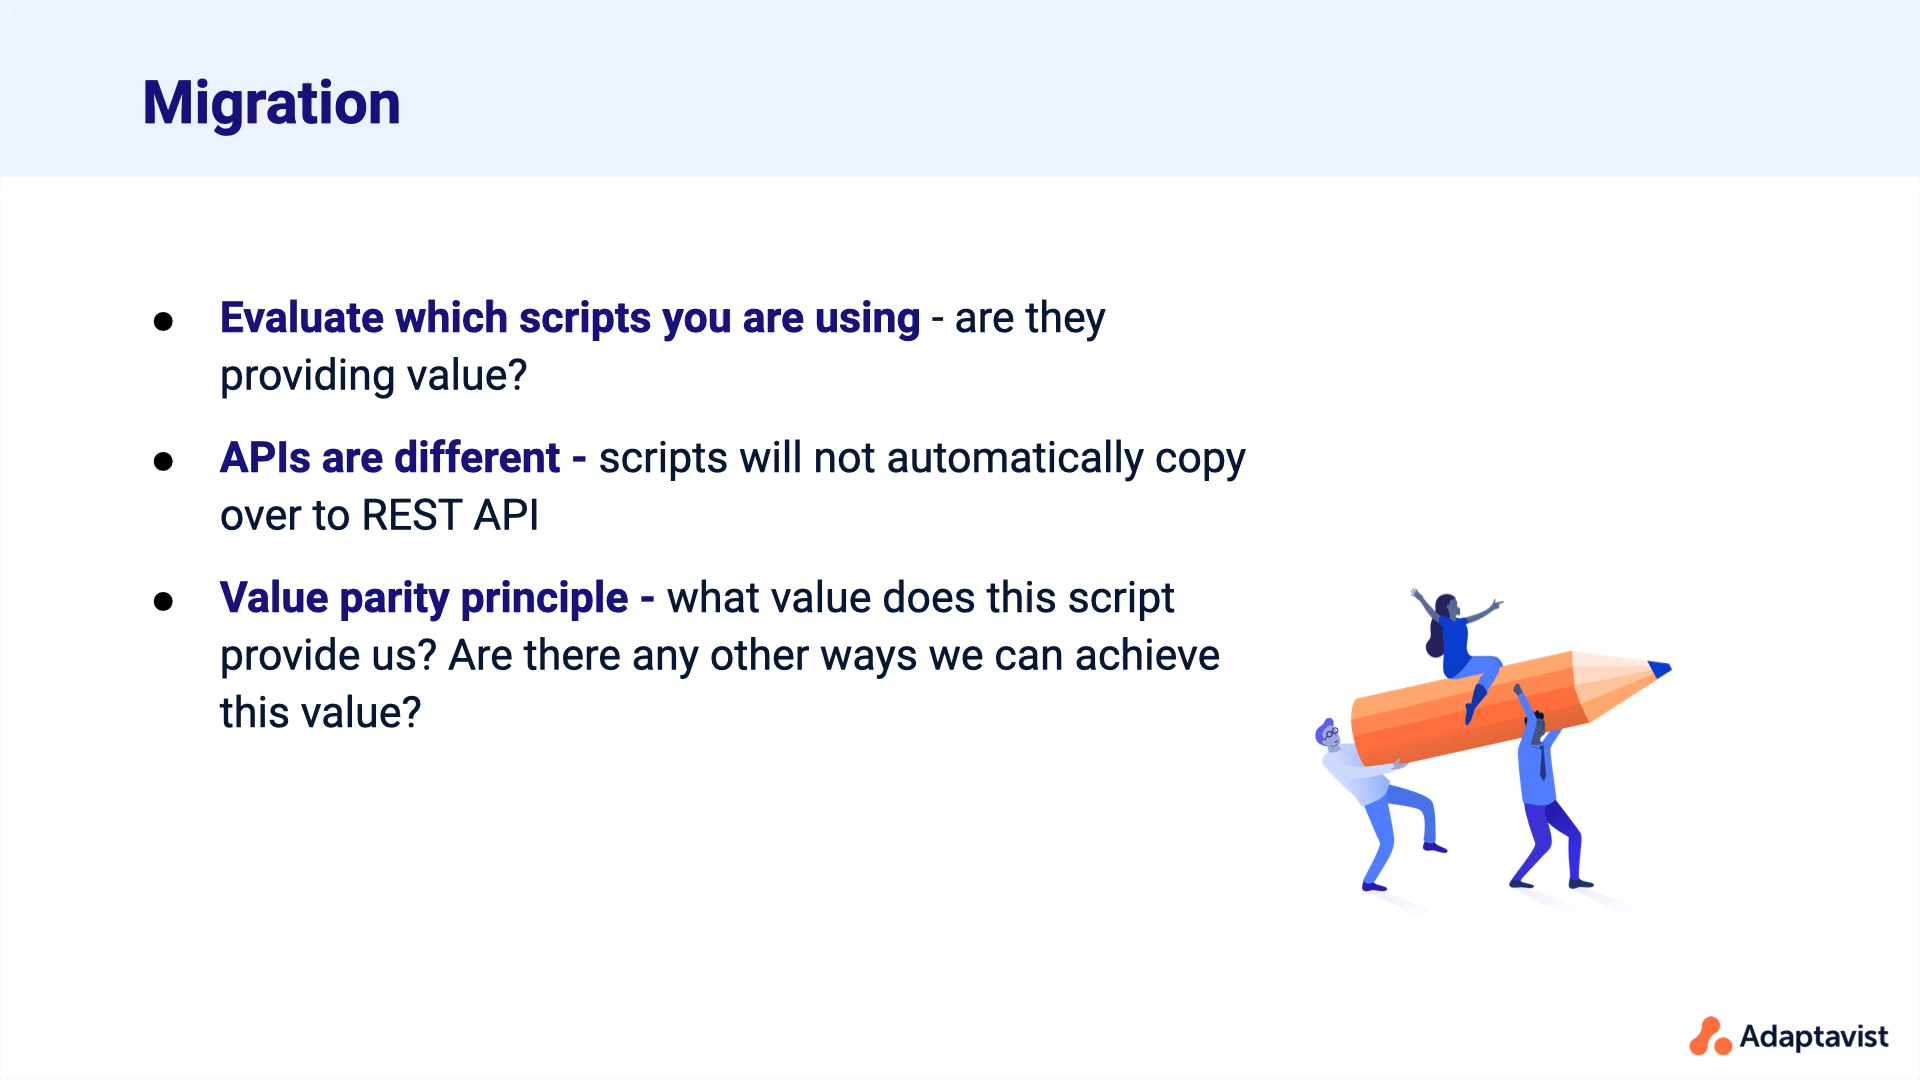 Migration
● Evaluate which scripts you are using - are they
providing value?
● APIs are different - scripts will not automatically copy
over to REST API
● Value parity principle - what value does this script
provide us? Are there any other ways we can achieve
this value?
Adaptavist